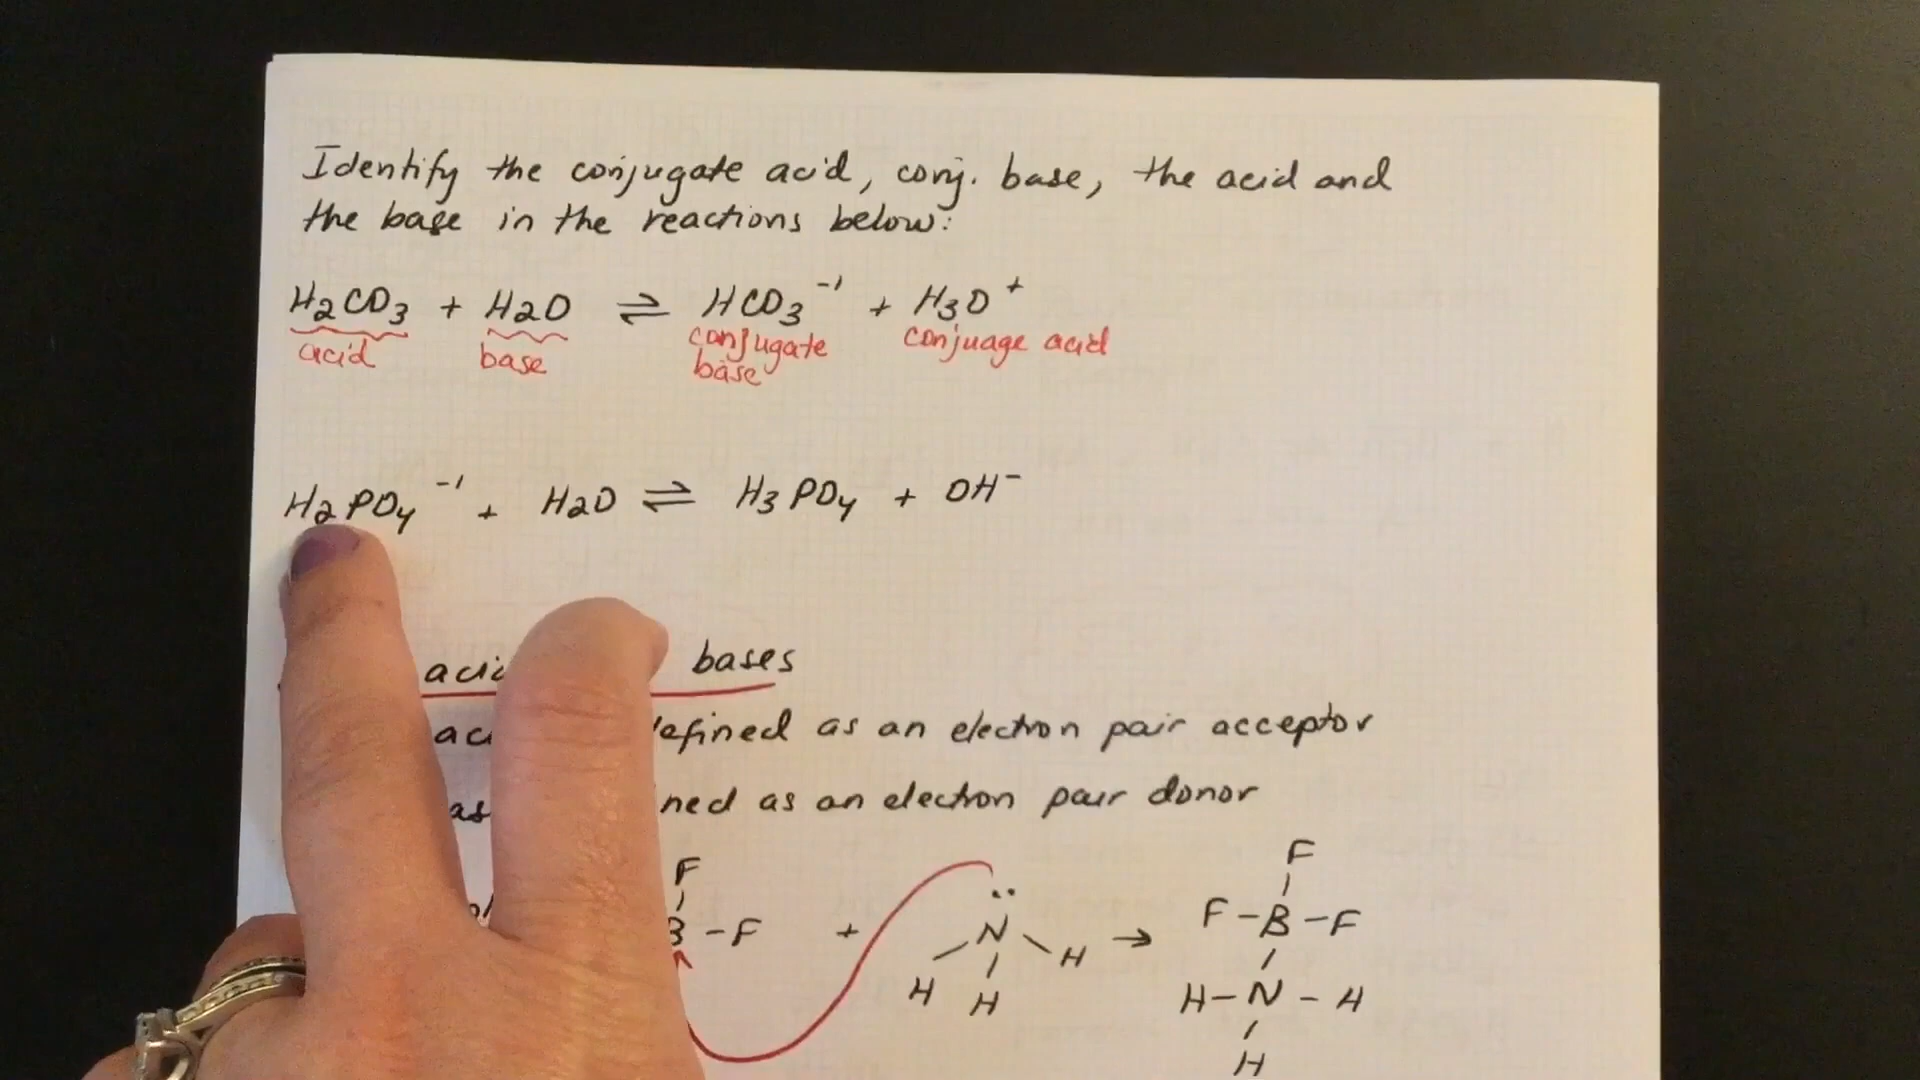 Identify the conjugate acid, conj. base, the acid and
the base in the reactions below:
H2CO3 + H2O ⇌ HCO3⁻¹ + H3O⁺
acid base conjugate base conjuage acid
H2PO4⁻¹ + H2O ⇌ H3PO4 + OH⁻
bases
as an electron pair acceptor
as an electron pair donor
F
F
B - F + N → F - B - F
H H H H - N - H
H